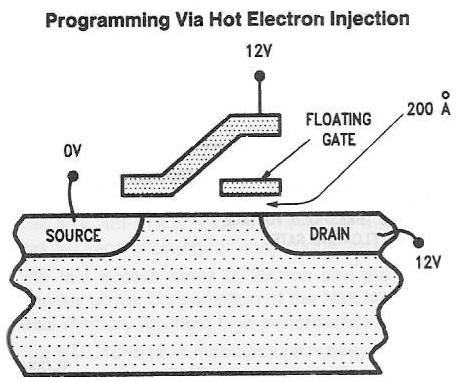 Programming Via Hot Electron Injection
12V
200 Å
FLOATING
GATE
0V
SOURCE
DRAIN
12V